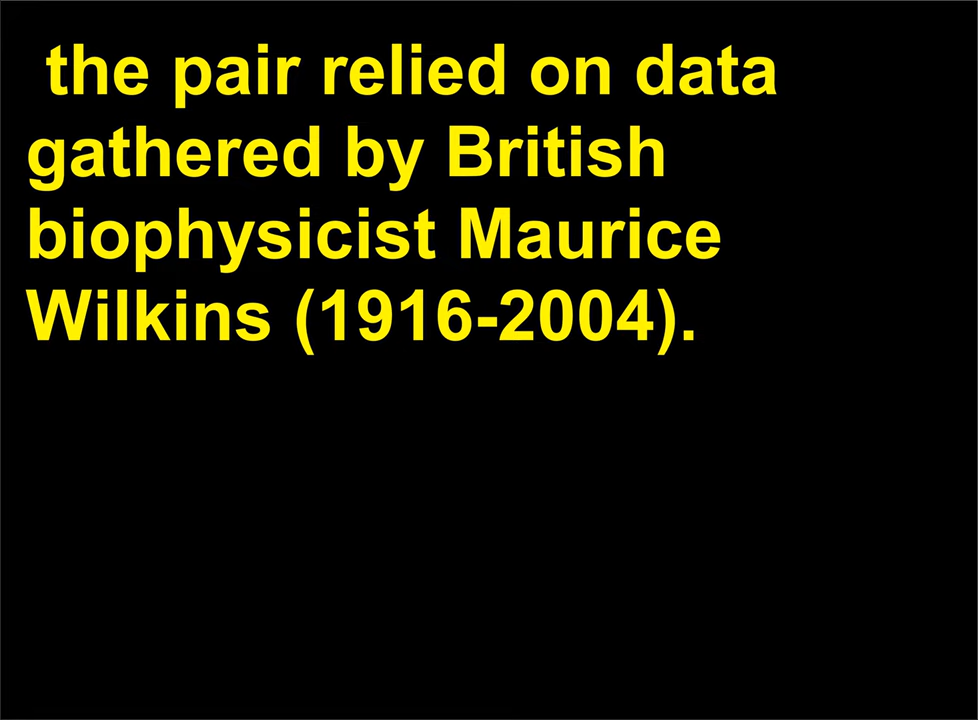 the pair relied on data
gathered by British
biophysicist Maurice
Wilkins (1916-2004).